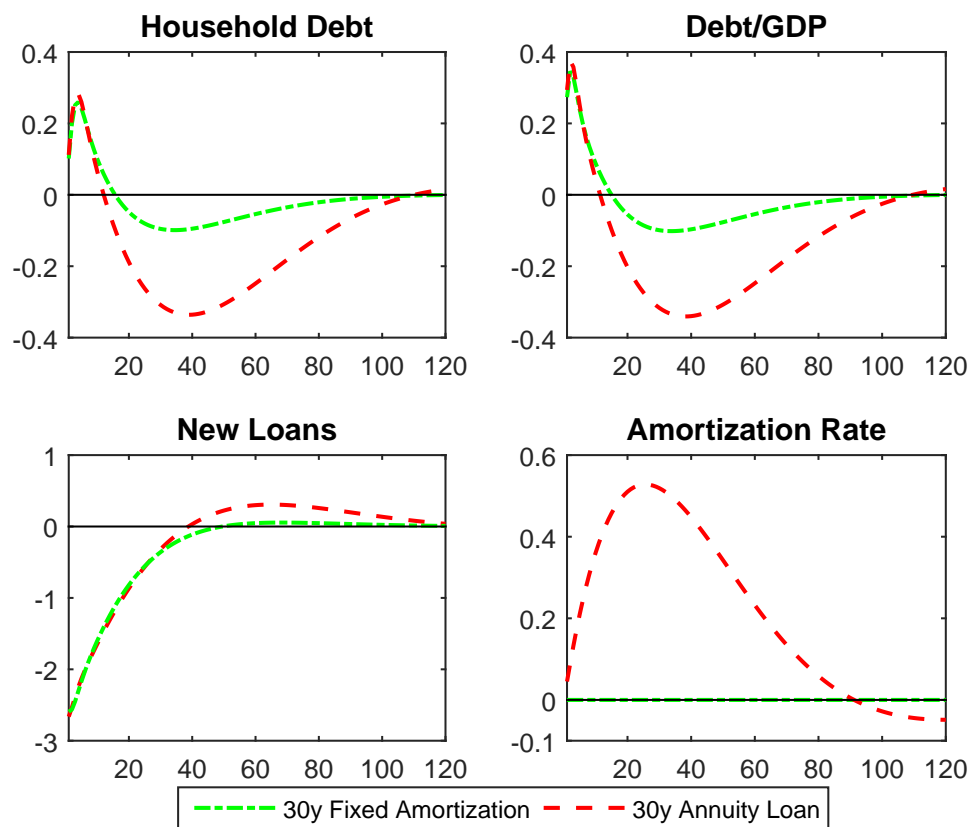 Household Debt
0.4
0.2
0
-0.2
-0.4
20 40 60 80 100 120
Debt/GDP
0.4
0.2
0
-0.2
-0.4
20 40 60 80 100 120
New Loans
1
0
-1
-2
-3
20 40 60 80 100 120
Amortization Rate
0.6
0.4
0.2
0
-0.1
20 40 60 80 100 120
30y Fixed Amortization 30y Annuity Loan